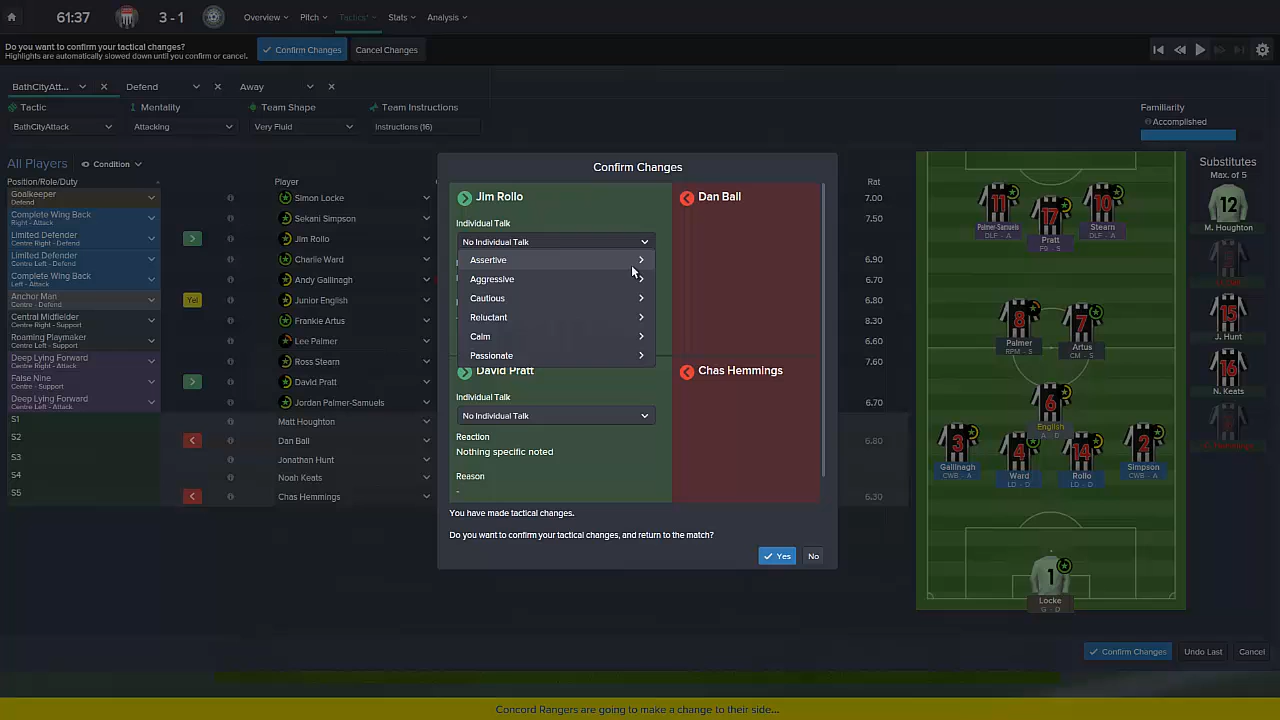 61:37
3 - 1
Overview
Pitch
Tactics*
Stats
Analysis
Do you want to confirm your tactical changes?
Highlights are automatically slowed down until you confirm or cancel.
Confirm Changes
Cancel Changes
BathCityAtt...
Defend
Away
Tactic
Mentality
Team Shape
Team Instructions
BathCityAttack
Attacking
Very Fluid
Instructions (16)
Familiarity
Accomplished
All Players
Condition
Position/Role/Duty
Player
Rat
Goalkeeper
Defend
Simon Locke
7.00
Complete Wing Back
Right - Attack
Sekani Simpson
7.50
Limited Defender
Centre Right - Defend
Jim Rollo
Limited Defender
Centre Left - Defend
Charlie Ward
6.90
Complete Wing Back
Left - Attack
Andy Gallinagh
6.70
Anchor Man
Centre - Defend
Yel
Junior English
6.80
Central Midfielder
Centre Right - Support
Frankie Artus
8.30
Roaming Playmaker
Centre Left - Support
Lee Palmer
6.60
Deep Lying Forward
Centre Right - Attack
Ross Stearn
7.60
False Nine
Centre - Support
David Pratt
Deep Lying Forward
Centre Left - Attack
Jordan Palmer-Samuels
6.70
S1
Matt Houghton
S2
Dan Ball
6.80
S3
Jonathan Hunt
S4
Noah Keats
S5
Chas Hemmings
6.30
Confirm Changes
Jim Rollo
Dan Ball
Individual Talk
No Individual Talk
Assertive
Aggressive
Cautious
Reluctant
Calm
Passionate
David Pratt
Chas Hemmings
Individual Talk
No Individual Talk
Reaction
Nothing specific noted
Reason
-
You have made tactical changes.
Do you want to confirm your tactical changes, and return to the match?
Yes
No
11
Palmer-Samuels
DLF - A
17
Pratt
F9 - S
10
Stearn
DLF - A
8
Palmer
RPM - S
7
Artus
CM - S
6
English
A - D
3
Gallinagh
CWB - A
4
Ward
LD - D
14
Rollo
LD - D
2
Simpson
CWB - A
1
Locke
G - D
Substitutes
Max. of 5
12
M. Houghton
15
J. Hunt
16
N. Keats
C. Hemmings
Confirm Changes
Undo Last
Cancel
Concord Rangers are going to make a change to their side...